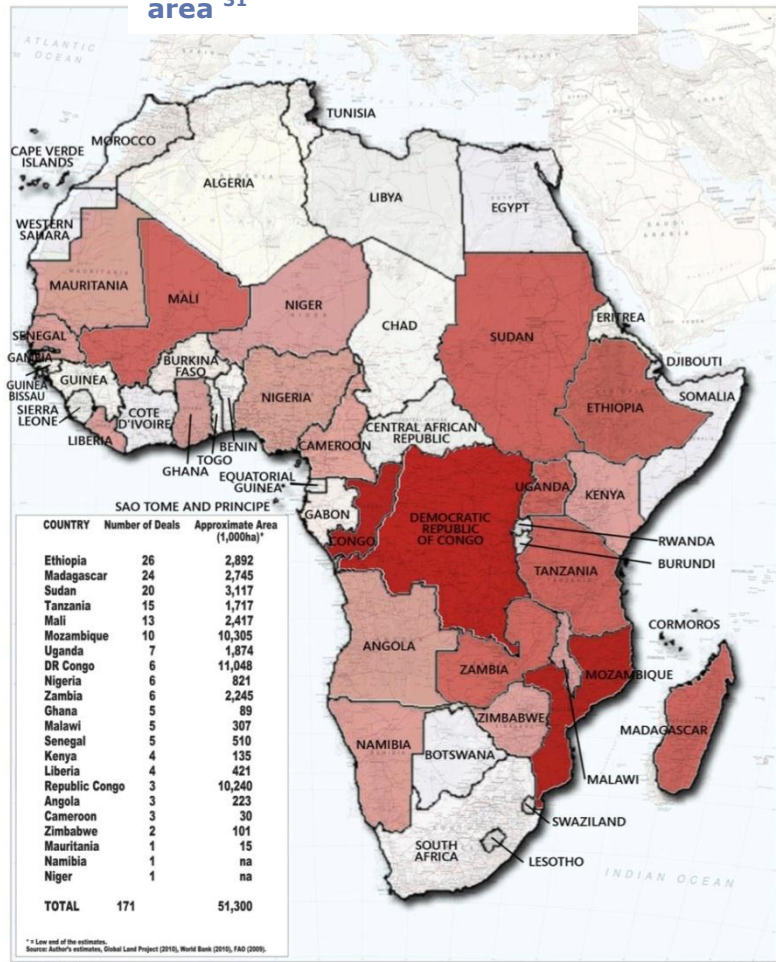 area 31
ATLANTIC
OCEAN
TUNISIA
MOROCCO
CAPE VERDE
ISLANDS
ALGERIA
LIBYA
EGYPT
WESTERN
SAHARA
MAURITANIA
MALI
NIGER
CHAD
SUDAN
ERITREA
SENEGAL
GAMBIA
GUINEA
BISSAU
GUINEA
BURKINA
FASO
DJIBOUTI
SIERRA
LEONE
COTE
D'IVOIRE
NIGERIA
ETHIOPIA
SOMALIA
LIBERIA
GHANA
TOGO
BENIN
CAMEROON
CENTRAL AFRICAN
REPUBLIC
EQUATORIAL
GUINEA*
SAO TOME AND PRINCIPE
GABON
CONGO
DEMOCRATIC
REPUBLIC
OF CONGO
UGANDA
KENYA
RWANDA
BURUNDI
TANZANIA
CORMOROS
ANGOLA
ZAMBIA
MOZAMBIQUE
MADAGASCAR
ZIMBABWE
NAMIBIA
BOTSWANA
MALAWI
SWAZILAND
SOUTH
AFRICA
LESOTHO
INDIAN OCEAN
COUNTRY Number of Deals Approximate Area
(1,000ha)*
Ethiopia 26 2,892
Madagascar 24 2,745
Sudan 20 3,117
Tanzania 15 1,717
Mali 13 2,417
Mozambique 10 10,305
Uganda 7 1,874
DR Congo 6 11,048
Nigeria 6 821
Zambia 6 2,245
Ghana 5 89
Malawi 5 307
Senegal 5 510
Kenya 4 135
Liberia 4 421
Republic Congo 3 10,240
Angola 3 223
Cameroon 3 30
Zimbabwe 2 101
Mauritania 1 15
Namibia 1 na
Niger 1 na
TOTAL 171 51,300
* = Low end of the estimates.
Source: Author's estimates, Global Land Project (2010), World Bank (2010), FAO (2009).